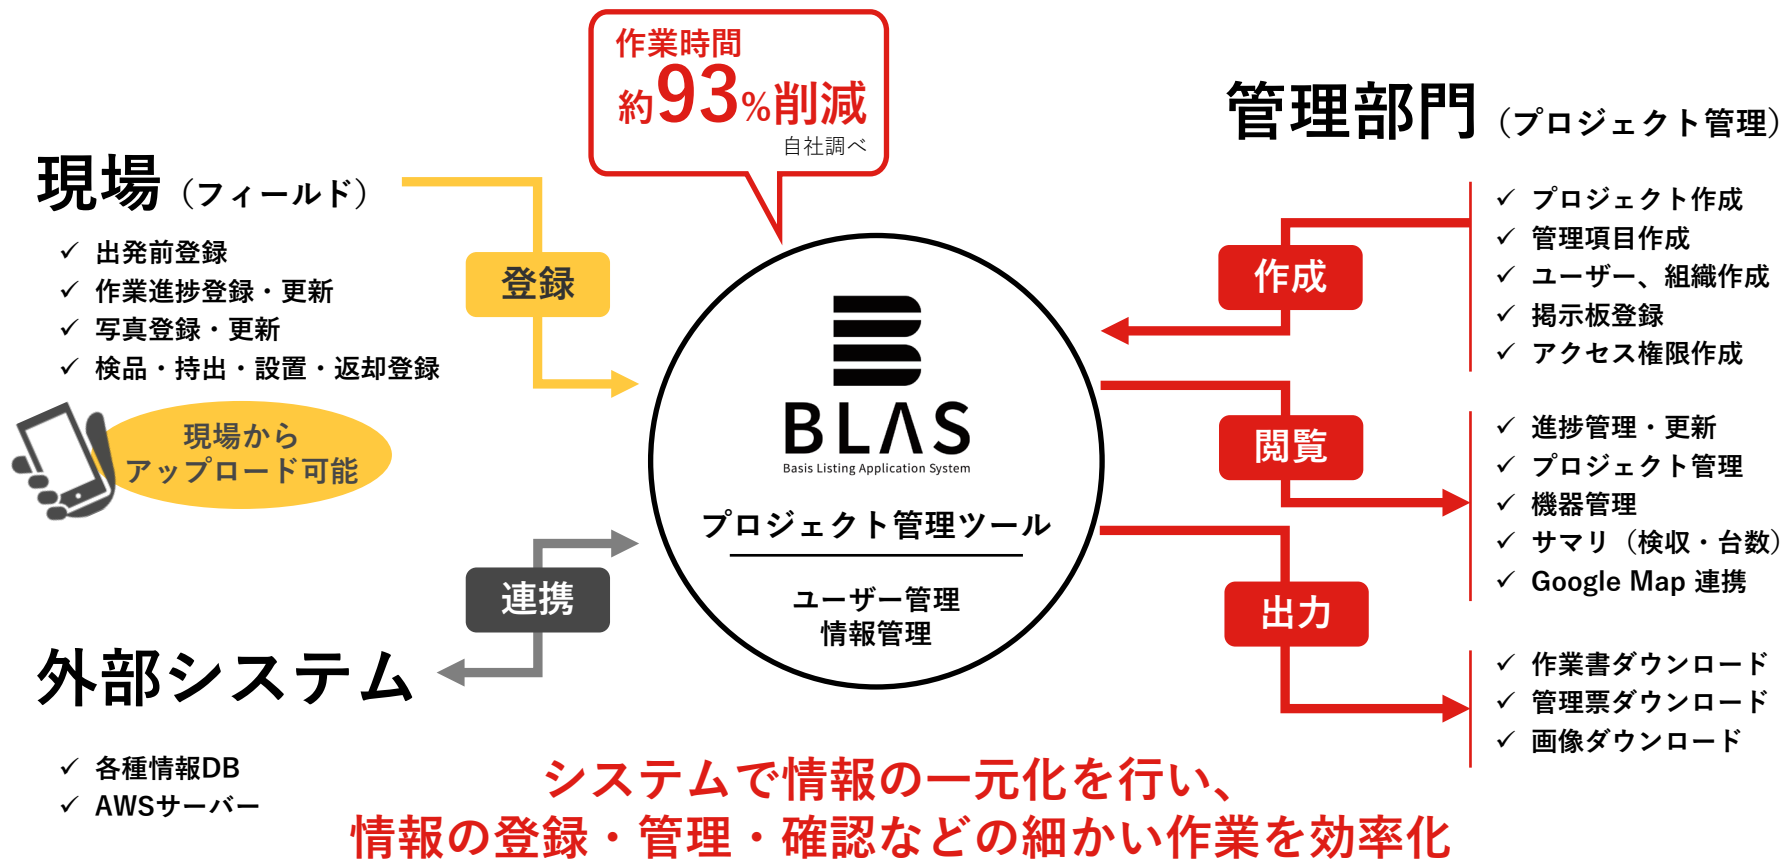 作業時間
約93%削減
自社調べ
現場（フィールド）
✓ 出発前登録
✓ 作業進捗登録・更新
✓ 写真登録・更新
✓ 検品・持出・設置・返却登録
現場から
アップロード可能
登録
連携
外部システム
✓ 各種情報DB
✓ AWSサーバー
BLAS
Basis Listing Application System
プロジェクト管理ツール
ユーザー管理
情報管理
管理部門（プロジェクト管理）
作成
✓ プロジェクト作成
✓ 管理項目作成
✓ ユーザー、組織作成
✓ 掲示板登録
✓ アクセス権限作成
閲覧
✓ 進捗管理・更新
✓ プロジェクト管理
✓ 機器管理
✓ サマリ（検収・台数）
✓ Google Map 連携
出力
✓ 作業書ダウンロード
✓ 管理票ダウンロード
✓ 画像ダウンロード
システムで情報の一元化を行い、
情報の登録・管理・確認などの細かい作業を効率化